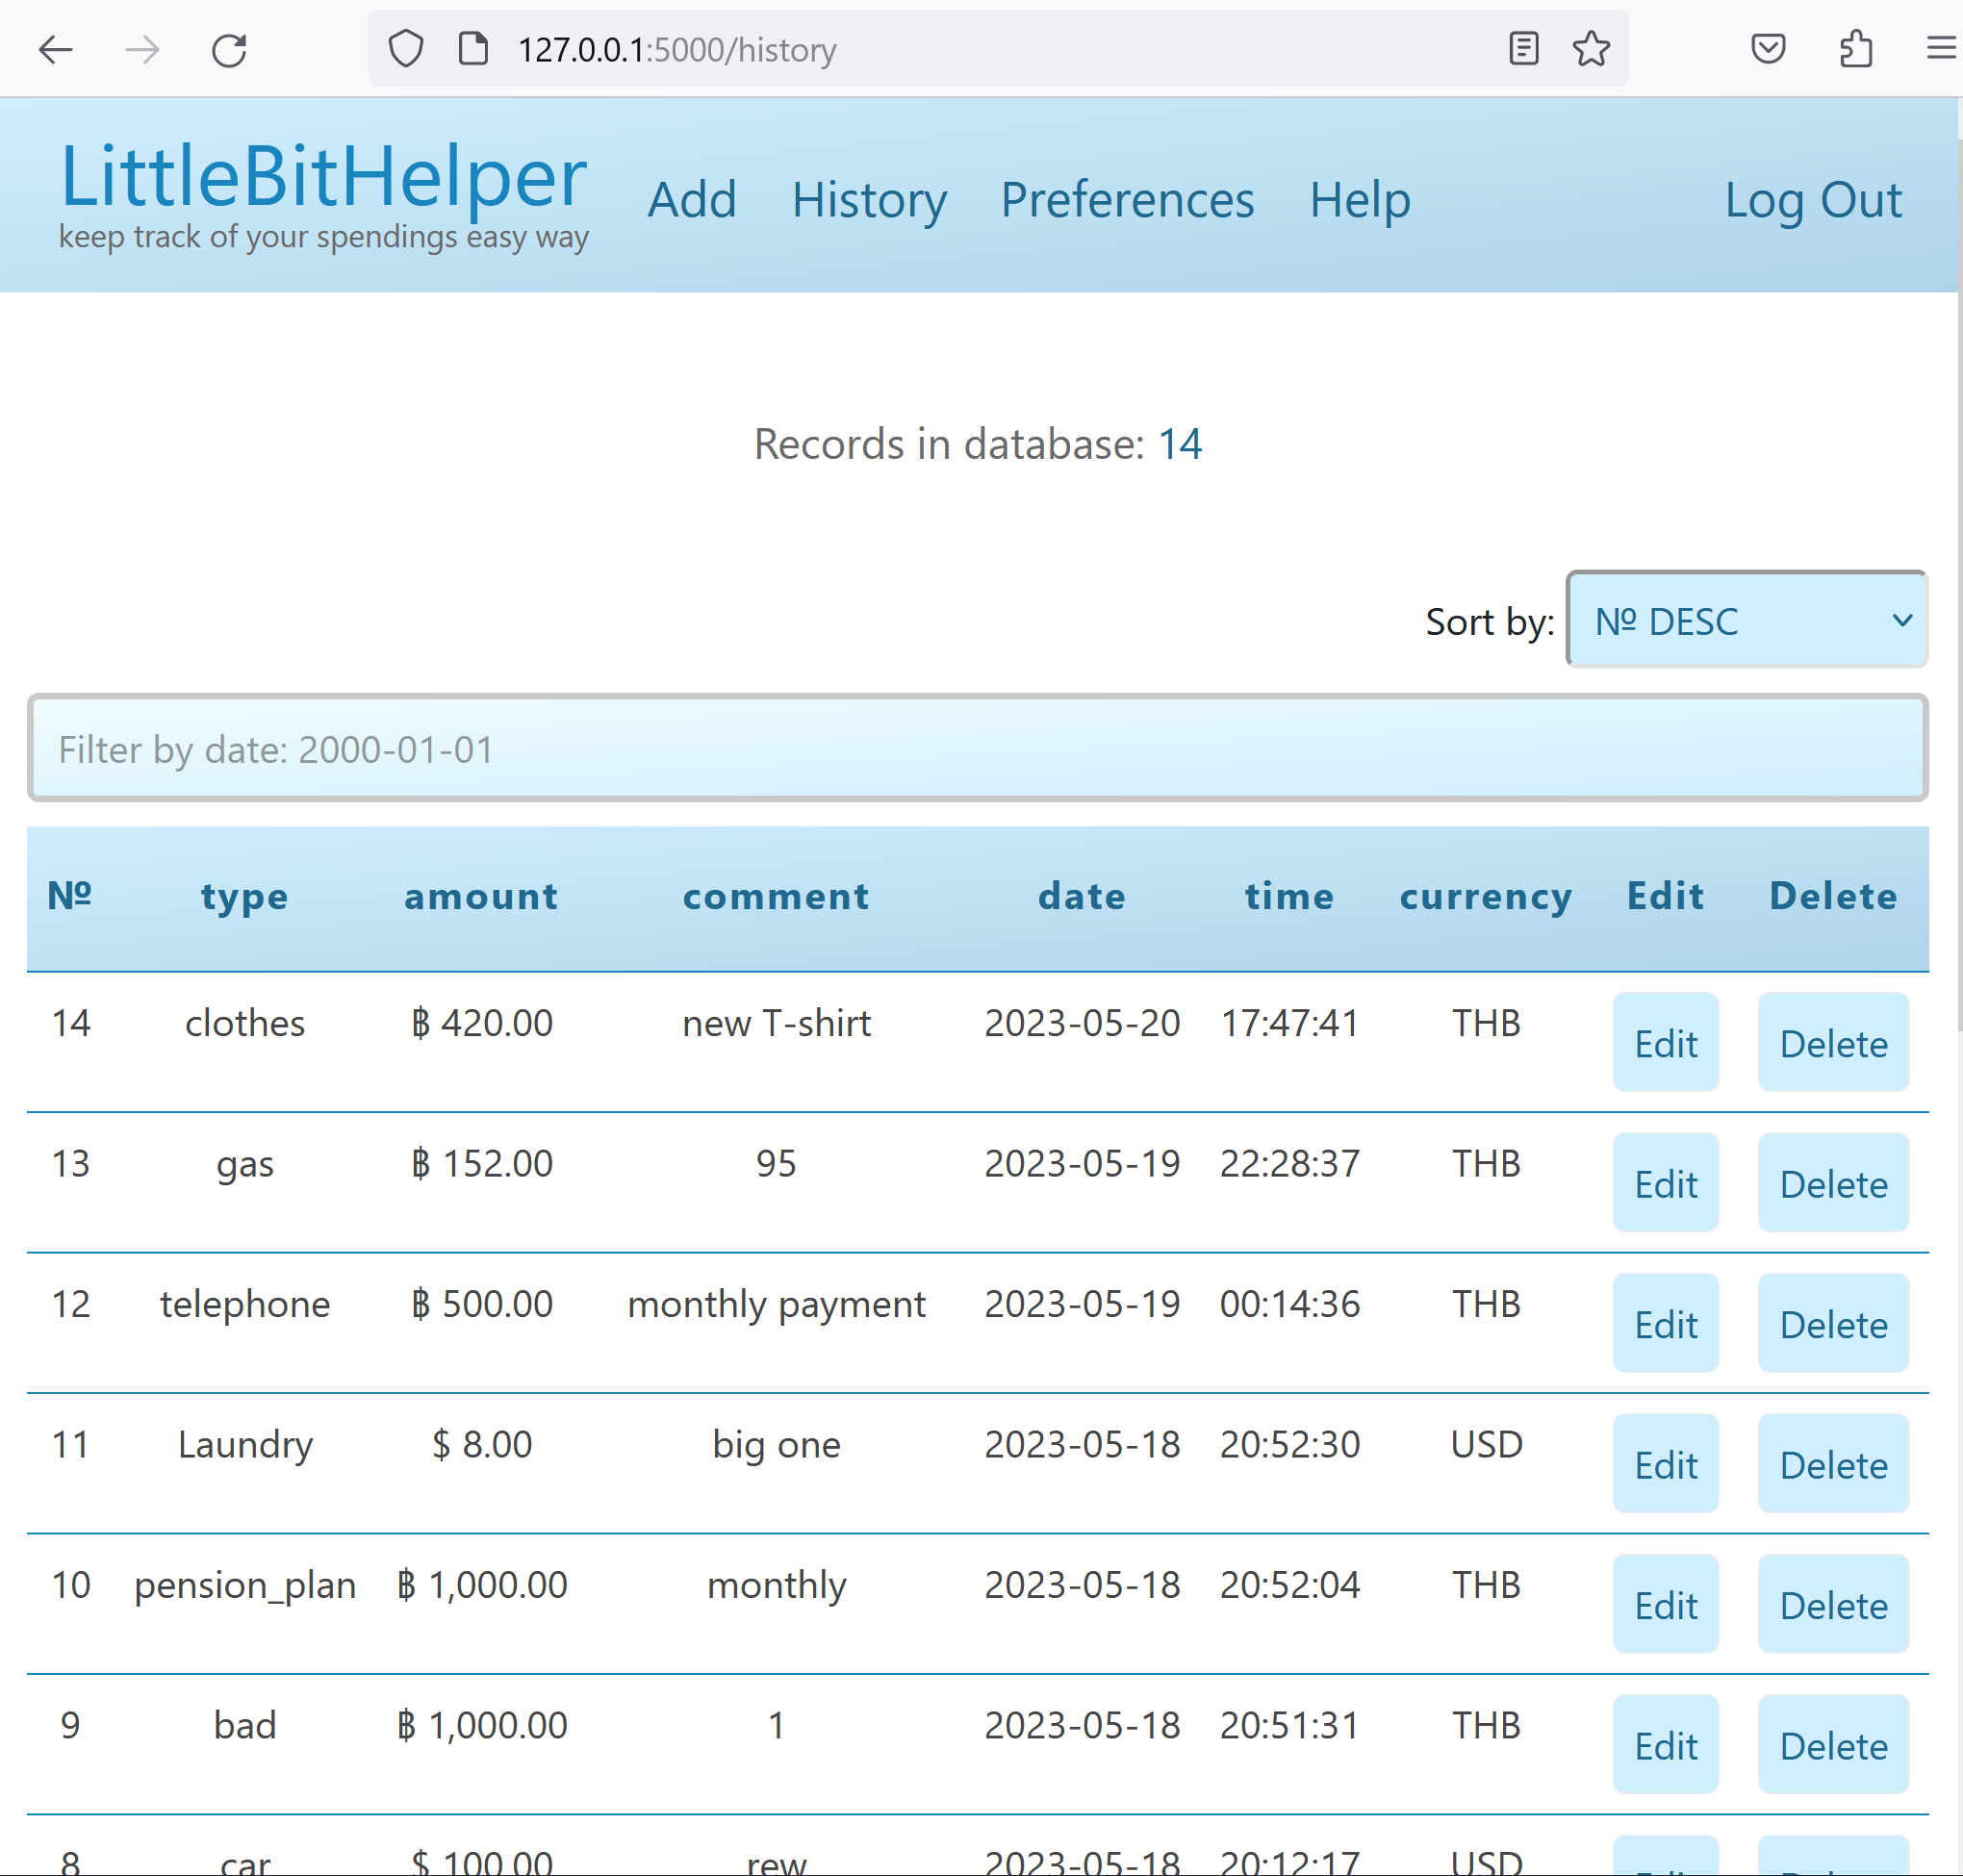 127.0.0.1:5000/history
LittleBitHelper
keep track of your spendings easy way
Add History Preferences Help Log Out
Records in database: 14
Sort by: № DESC
Filter by date: 2000-01-01
№ type amount comment date time currency Edit Delete
14 clothes ฿ 420.00 new T-shirt 2023-05-20 17:47:41 THB Edit Delete
13 gas ฿ 152.00 95 2023-05-19 22:28:37 THB Edit Delete
12 telephone ฿ 500.00 monthly payment 2023-05-19 00:14:36 THB Edit Delete
11 Laundry $ 8.00 big one 2023-05-18 20:52:30 USD Edit Delete
10 pension_plan ฿ 1,000.00 monthly 2023-05-18 20:52:04 THB Edit Delete
9 bad ฿ 1,000.00 1 2023-05-18 20:51:31 THB Edit Delete
8 car $ 100.00 rew 2023-05-18 20:12:17 USD